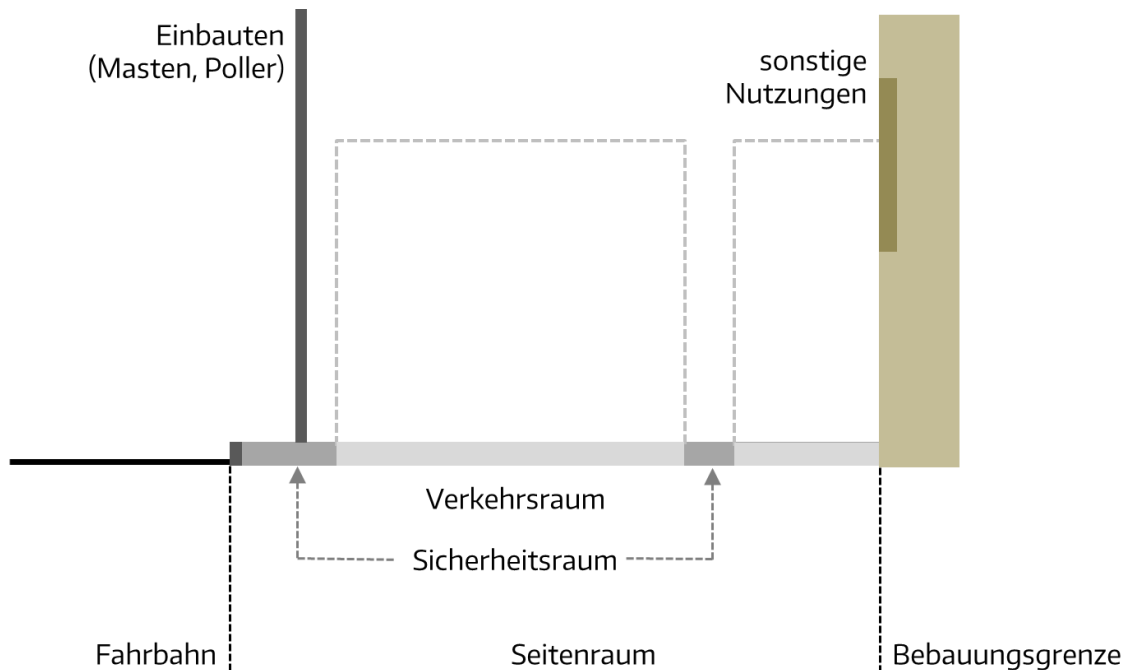 Einbauten
(Masten, Poller)
sonstige
Nutzungen
Verkehrsraum
Sicherheitsraum
Fahrbahn
Seitenraum
Bebauungsgrenze